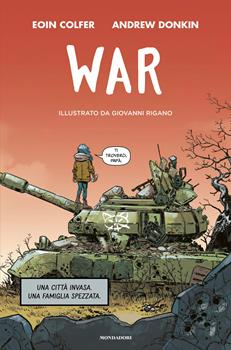 EOIN COLFER ANDREW DONKIN
WAR
ILLUSTRATO DA GIOVANNI RIGANO
TI
TROVERÒ,
PAPÀ.
UNA CITTÀ INVASA.
UNA FAMIGLIA SPEZZATA.
MONDADORI